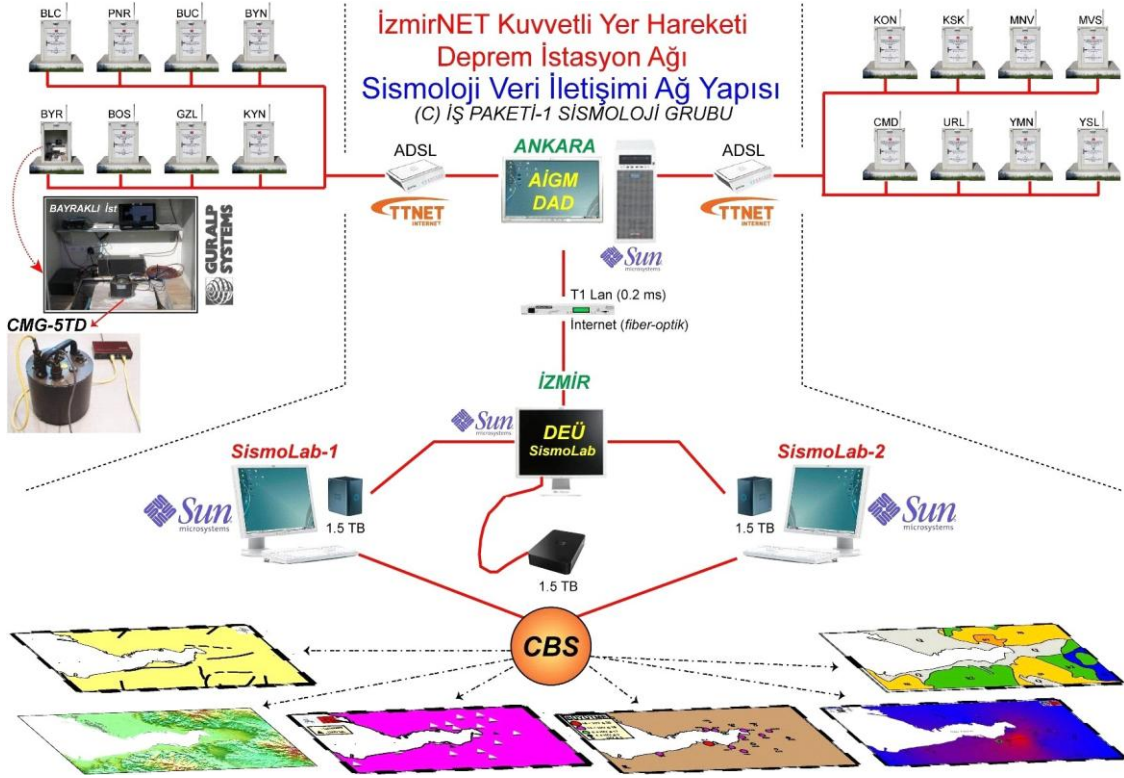 İzmirNET Kuvvetli Yer Hareketi
Deprem İstasyon Ağı
Sismoloji Veri İletişimi Ağ Yapısı
(C) İŞ PAKETİ-1 SİSMOLOJİ GRUBU
BLC PNR BUC BYN
BYR BOS GZL KYN
KON KSK MNV MVS
CMD URL YMN YSL
ADSL
TTNET
INTERNET
ANKARA
AİGM
DAD
ADSL
TTNET
INTERNET
Sun
microsystems
BAYRAKLI İst
GURALP
SYSTEMS
CMG-5TD
T1 Lan (0.2 ms)
İnternet (fiber-optik)
İZMİR
Sun
microsystems
DEÜ
SismoLab
SismoLab-1
Sun
microsystems
1.5 TB
SismoLab-2
1.5 TB
Sun
microsystems
1.5 TB
CBS